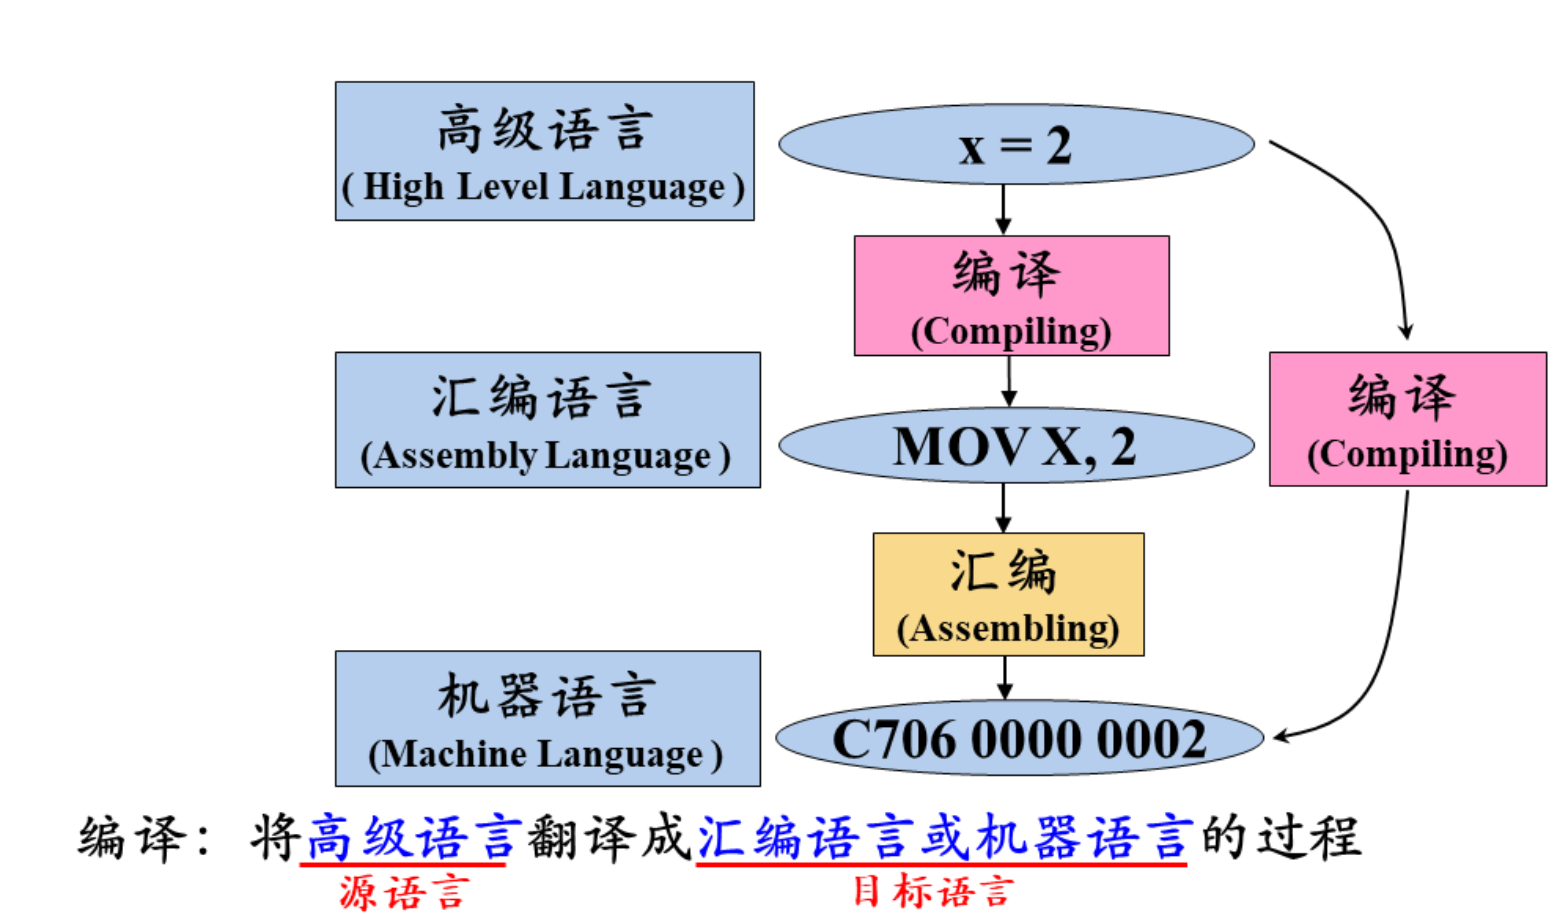 高级语言
( High Level Language )
x = 2
编译
(Compiling)
汇编语言
(Assembly Language )
MOV X, 2
编译
(Compiling)
汇编
(Assembling)
机器语言
(Machine Language )
C706 0000 0002
编译：将高级语言翻译成汇编语言或机器语言的过程
源语言
目标语言